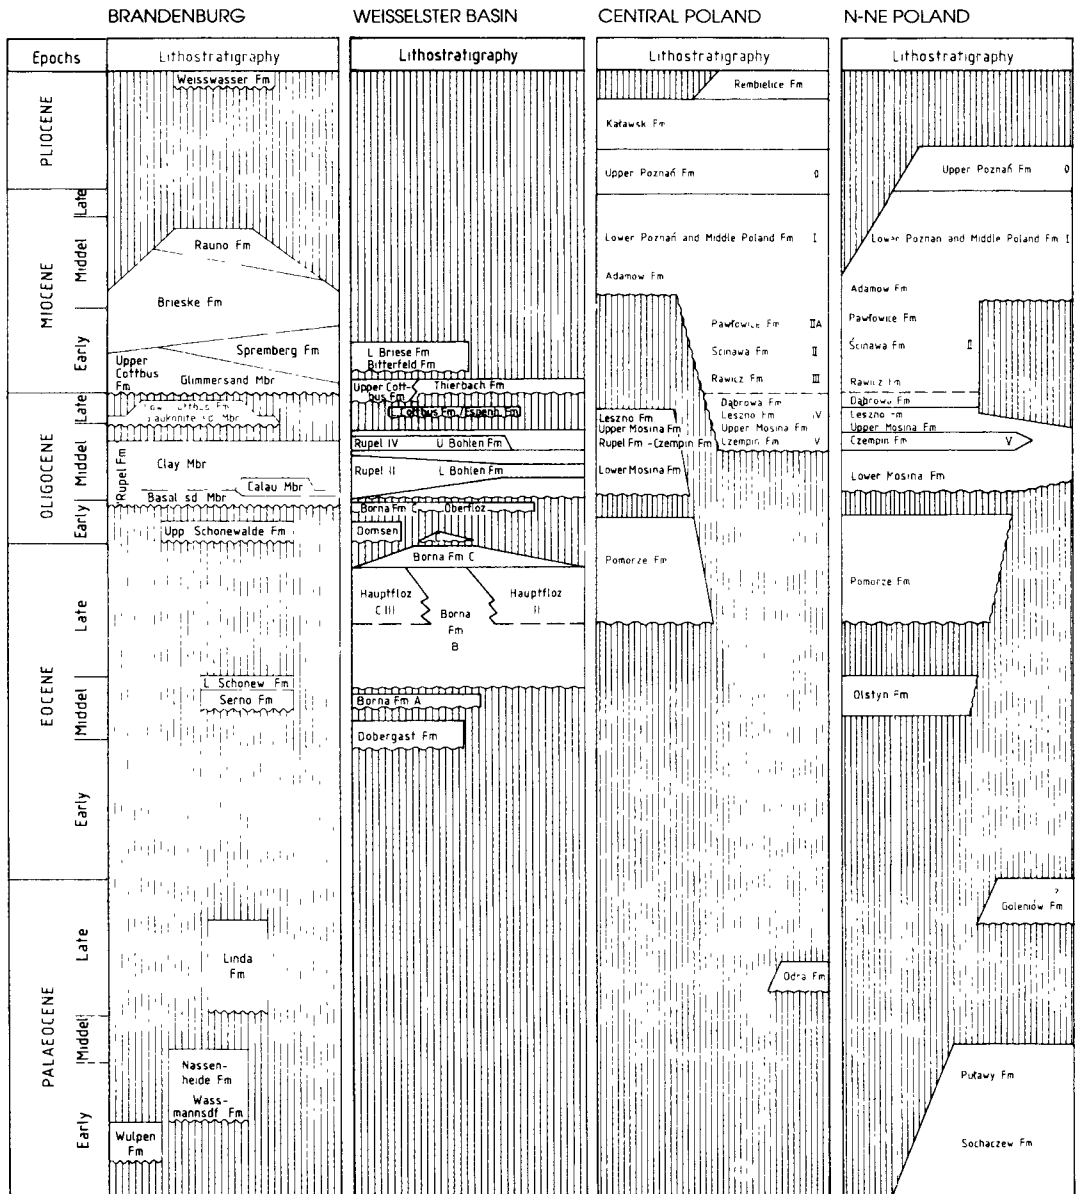 BRANDENBURG
WEISSELSTER BASIN
CENTRAL POLAND
N-NE POLAND
Epochs
Lithostratigraphy
Lithostratigraphy
Lithostratigraphy
Lithostratigraphy
PLIOCENE
MIOCENE
Late
Middel
Early
OLIGOCENE
Late
Middel
Early
EOCENE
Late
Middel
Early
PALAEOCENE
Late
Middel
Early
Weisswasser Fm
Rauno Fm
Brieske Fm
Spremberg Fm
Upper
Cottbus
Fm
Glimmersand Mbr
Rupel Fm
Clay Mbr
Calau Mbr
Basal sd Mbr
Upp Schonewalde Fm
L Schonew Fm
Serno Fm
Linda
Fm
Nassen-
heide Fm
Wass-
mannsdf Fm
Wulpen
Fm
L Briese Fm
Bitterfeld Fm
Upper Cott-
bus Fm
Thierbach Fm
Cottbus Fm/Espenh Fm
Rupel IV
U Bohlen Fm
Rupel II
L Bohlen Fm
Borna Fm C
Oberfloz
Domsen
Borna Fm C
Hauptfloz
C III
Hauptfloz
II
Borna
Fm
B
Borna Fm A
Dobergast Fm
Rembielice Fm
Kaławsk Fm
Upper Poznań Fm 0
Lower Poznań and Middle Poland Fm I
Adamow Fm
Pawłowice Fm IIA
Scinawa Fm II
Rawicz Fm III
Dąbrowa Fm
Leszno Fm IV
Upper Mosina Fm
Czempin Fm V
Leszno Fm
Upper Mosina Fm
Rupel Fm -Czempin Fm
Lower Mosina Fm
Pomorze Fm
Odra Fm
Upper Poznań Fm 0
Lower Poznan and Middle Poland Fm I
Adamow Fm
Pawłowice Fm
Ścinawa Fm II
Rawicz Fm
Dąbrowa Fm
Leszno Fm
Upper Mosina Fm
Czempin Fm V
Lower Mosina Fm
Pomorze Fm
Olstyn Fm
?
Goleniów Fm
Puławy Fm
Sochaczew Fm